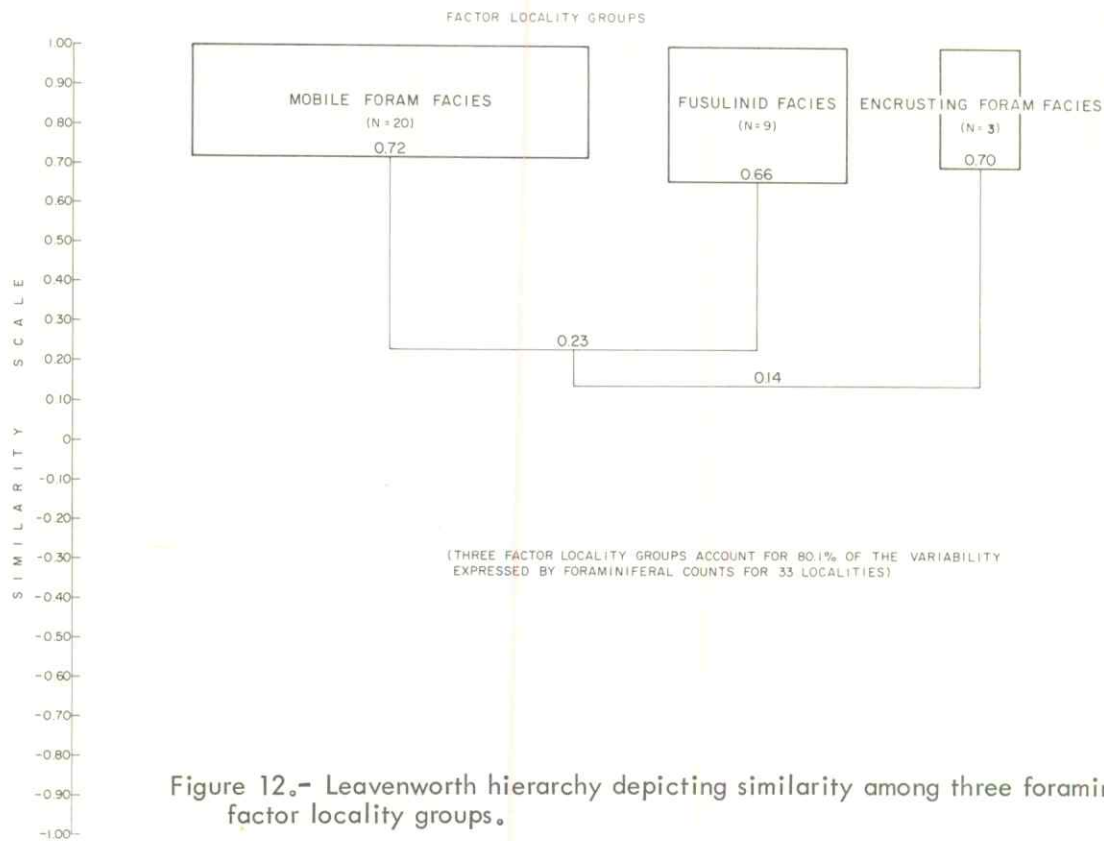 FACTOR LOCALITY GROUPS
1.00
0.90
0.80
0.70
0.60
0.50
0.40
0.30
0.20
0.10
0
-0.10
-0.20
-0.30
-0.40
-0.50
-0.60
-0.70
-0.80
-0.90
-1.00
SIMILARITY SCALE
MOBILE FORAM FACIES
(N=20)
0.72
FUSULINID FACIES
(N=9)
0.66
ENCRUSTING FORAM FACIES
(N=3)
0.70
0.23
0.14
(THREE FACTOR LOCALITY GROUPS ACCOUNT FOR 80.1% OF THE VARIABILITY
EXPRESSED BY FORAMINIFERAL COUNTS FOR 33 LOCALITIES)
Figure 12.- Leavenworth hierarchy depicting similarity among three foramin
factor locality groups.